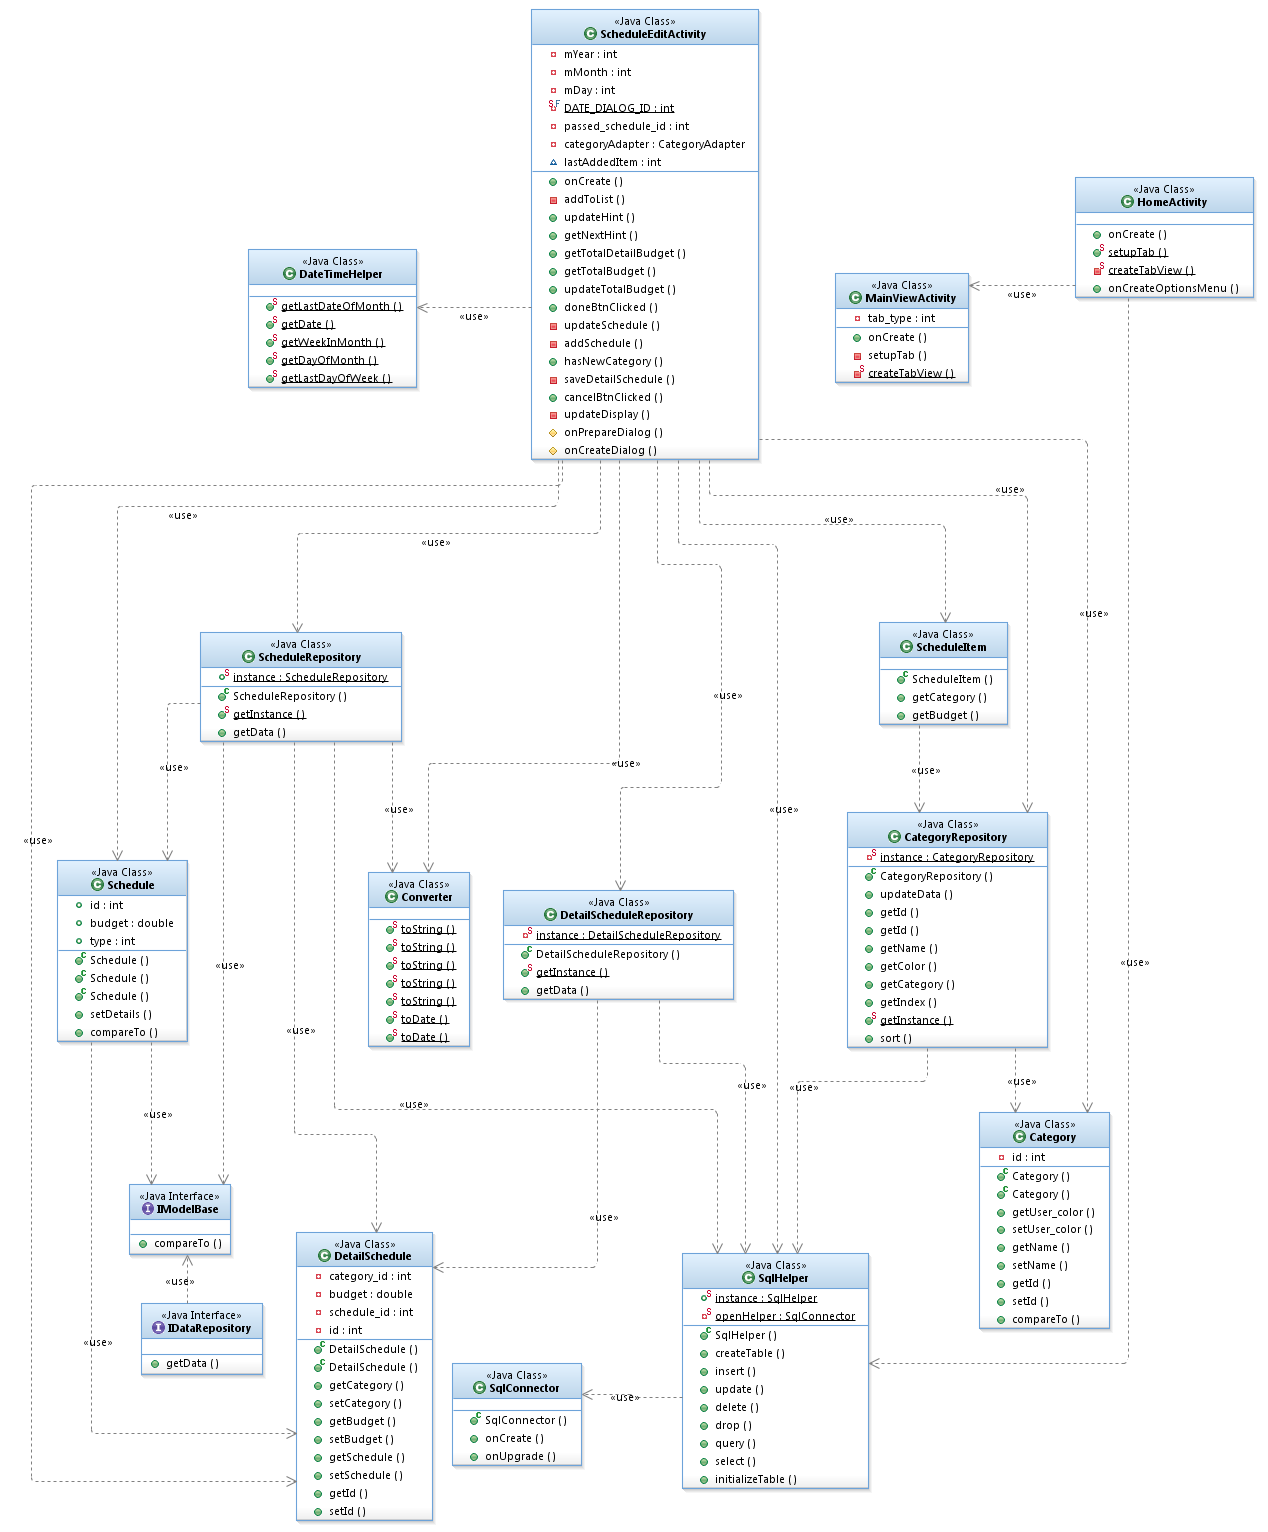 «Java Class»
ScheduleEditActivity
mYear : int
mMonth : int
mDay : int
DATE_DIALOG_ID : int
passed_schedule_id : int
categoryAdapter : CategoryAdapter
lastAddedItem : int
onCreate ( )
addToList ( )
updateHint ( )
getNextHint ( )
getTotalDetailBudget ( )
getTotalBudget ( )
updateTotalBudget ( )
doneBtnClicked ( )
updateSchedule ( )
addSchedule ( )
hasNewCategory ( )
saveDetailSchedule ( )
cancelBtnClicked ( )
updateDisplay ( )
onPrepareDialog ( )
onCreateDialog ( )
«Java Class»
HomeActivity
onCreate ( )
setupTab ( )
createTabView ( )
onCreateOptionsMenu ( )
«Java Class»
DateTimeHelper
getLastDateOfMonth ( )
getDate ( )
getWeekInMonth ( )
getDayOfMonth ( )
getLastDayOfWeek ( )
«use»
«Java Class»
MainViewActivity
tab_type : int
onCreate ( )
setupTab ( )
createTabView ( )
«use»
«use»
«use»
«use»
«use»
«use»
«Java Class»
ScheduleRepository
instance : ScheduleRepository
ScheduleRepository ( )
getInstance ( )
getData ( )
«Java Class»
ScheduleItem
ScheduleItem ( )
getCategory ( )
getBudget ( )
«use»
«use»
«use»
«use»
«use»
«use»
«use»
«use»
«Java Class»
Schedule
id : int
budget : double
type : int
Schedule ( )
Schedule ( )
Schedule ( )
setDetails ( )
compareTo ( )
«Java Class»
Converter
toString ( )
toString ( )
toString ( )
toString ( )
toString ( )
toDate ( )
toDate ( )
«Java Class»
DetailScheduleRepository
instance : DetailScheduleRepository
DetailScheduleRepository ( )
getInstance ( )
getData ( )
«Java Class»
CategoryRepository
instance : CategoryRepository
CategoryRepository ( )
updateData ( )
getId ( )
getId ( )
getName ( )
getColor ( )
getCategory ( )
getIndex ( )
getInstance ( )
sort ( )
«use»
«use»
«use»
«use»
«use»
«use»
«use»
«use»
«use»
«Java Class»
Category
id : int
Category ( )
Category ( )
getUser_color ( )
setUser_color ( )
getName ( )
setName ( )
getId ( )
setId ( )
compareTo ( )
«Java Interface»
IModelBase
compareTo ( )
«use»
«use»
«Java Interface»
IDataRepository
getData ( )
«use»
«Java Class»
DetailSchedule
category_id : int
budget : double
schedule_id : int
id : int
DetailSchedule ( )
DetailSchedule ( )
getCategory ( )
setCategory ( )
getBudget ( )
setBudget ( )
getSchedule ( )
setSchedule ( )
getId ( )
setId ( )
«Java Class»
SqlConnector
SqlConnector ( )
onCreate ( )
onUpgrade ( )
«use»
«Java Class»
SqlHelper
instance : SqlHelper
openHelper : SqlConnector
SqlHelper ( )
createTable ( )
insert ( )
update ( )
delete ( )
drop ( )
query ( )
select ( )
initializeTable ( )